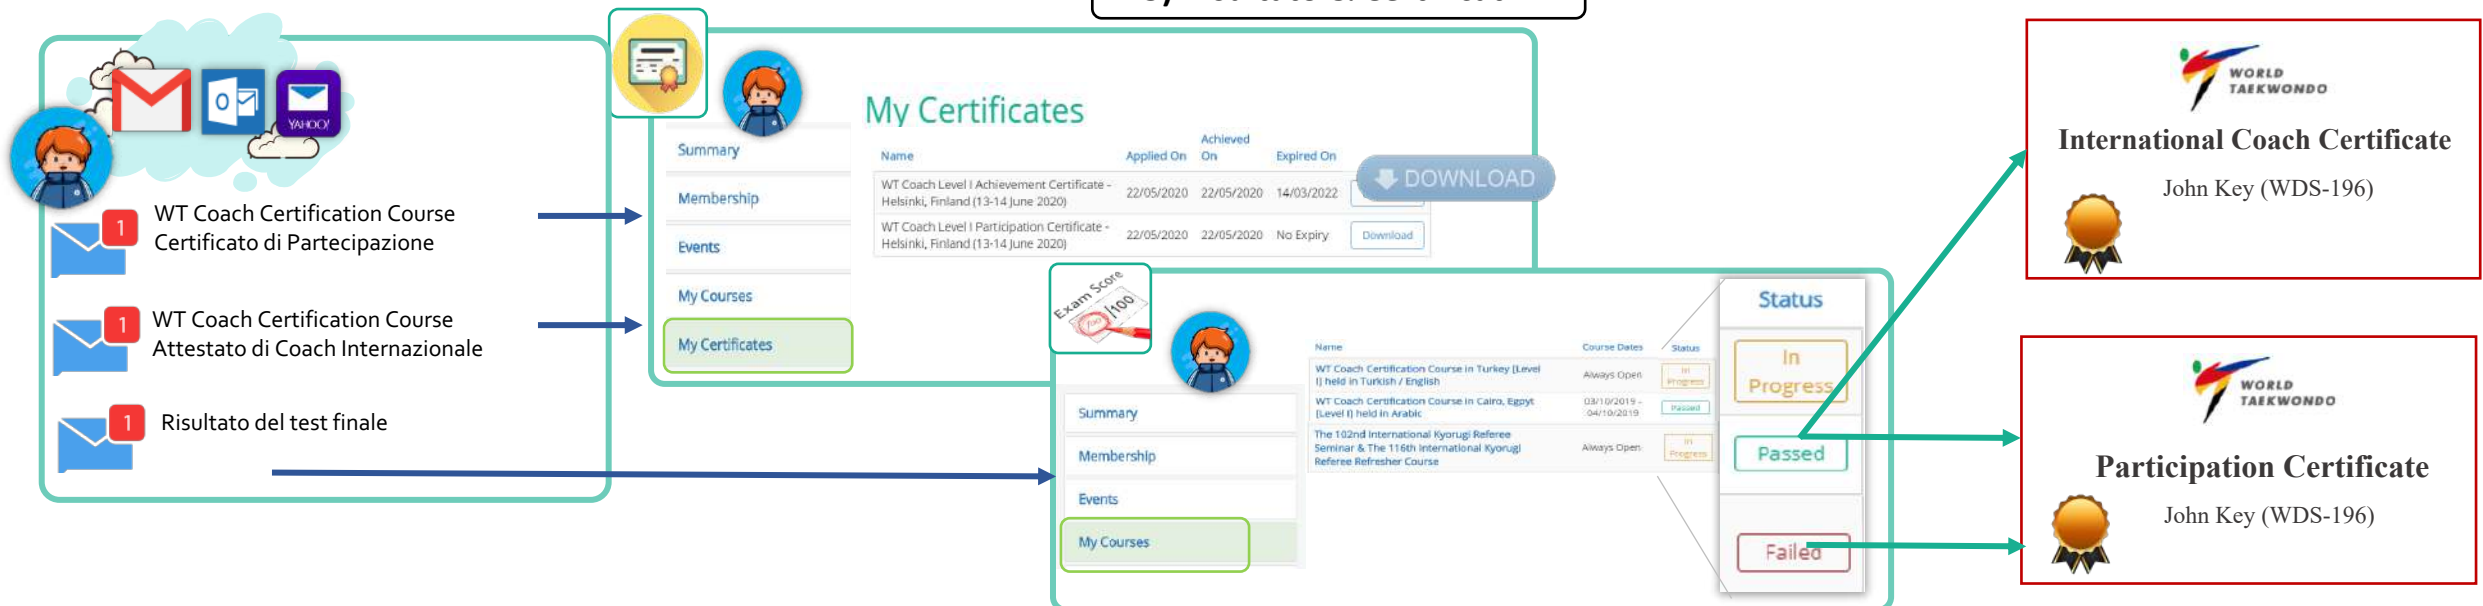 YAHOO!
WT Coach Certification Course
Certificato di Partecipazione
WT Coach Certification Course
Attestato di Coach Internazionale
Risultato del test finale
1
1
1
My Certificates
Summary
Membership
Events
My Courses
My Certificates
Name Applied On Achieved On Expired On
WT Coach Level I Achievement Certificate -
Helsinki, Finland (13-14 June 2020)
22/05/2020 22/05/2020 14/03/2022
DOWNLOAD
WT Coach Level I Participation Certificate -
Helsinki, Finland (13-14 June 2020)
22/05/2020 22/05/2020 No Expiry Download
Exam Score
/100
Summary
Membership
Events
My Courses
Name Course Dates Status
WT Coach Certification Course in Turkey [Level
I] held in Turkish / English
Always Open
In
Progress
WT Coach Certification Course in Cairo, Egpyt
[Level I] held in Arabic
03/10/2019 -
04/10/2019
Passed
The 102nd International Kyorugi Referee
Seminar & The 116th International Kyorugi
Referee Refresher Course
Always Open
In
Progress
Status
In
Progress
Passed
Failed
WORLD
TAEKWONDO
International Coach Certificate
John Key (WDS-196)
WORLD
TAEKWONDO
Participation Certificate
John Key (WDS-196)